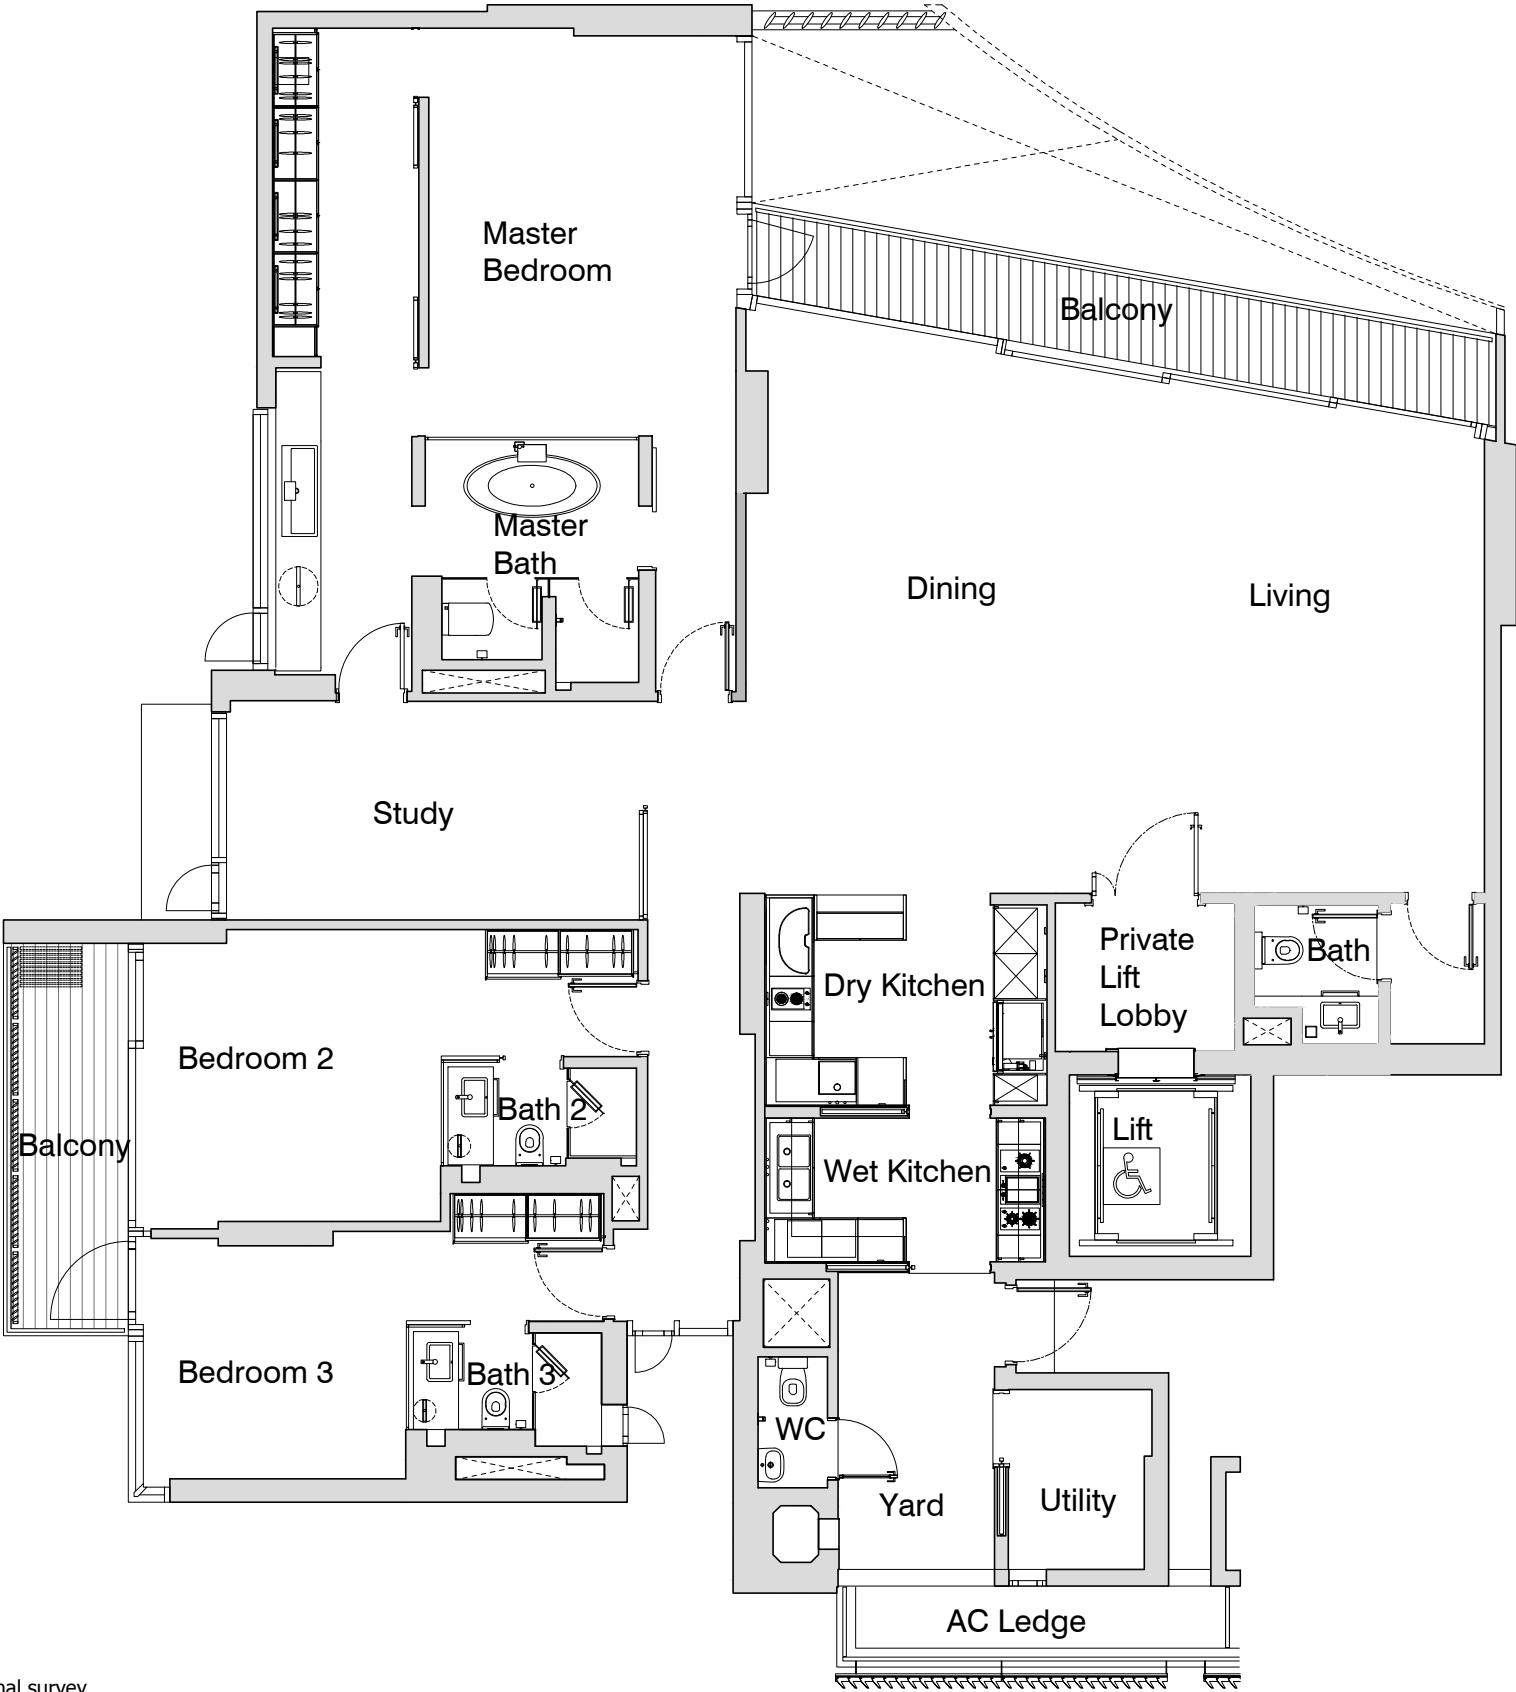 Master
Bedroom
Balcony
Master
Bath
Dining
Living
Study
Private
Lift
Lobby
Bath
Dry Kitchen
Bedroom 2
Bath 2
Balcony
Lift
Wet Kitchen
Bedroom 3
Bath 3
WC
Yard
Utility
AC Ledge
survey